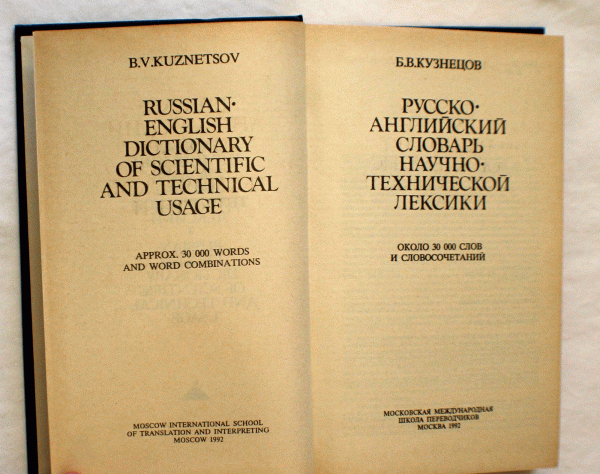 B.V.KUZNETSOV
RUSSIAN-
ENGLISH
DICTIONARY
OF SCIENTIFIC
AND TECHNICAL
USAGE
APPROX. 30 000 WORDS
AND WORD COMBINATIONS
MOSCOW INTERNATIONAL SCHOOL
OF TRANSLATION AND INTERPRETING
MOSCOW 1992
Б.В.КУЗНЕЦОВ
РУССКО-
АНГЛИЙСКИЙ
СЛОВАРЬ
НАУЧНО-
ТЕХНИЧЕСКОЙ
ЛЕКСИКИ
ОКОЛО 30 000 СЛОВ
И СЛОВОСОЧЕТАНИЙ
МОСКОВСКАЯ МЕЖДУНАРОДНАЯ
ШКОЛА ПЕРЕВОДЧИКОВ
МОСКВА 1992